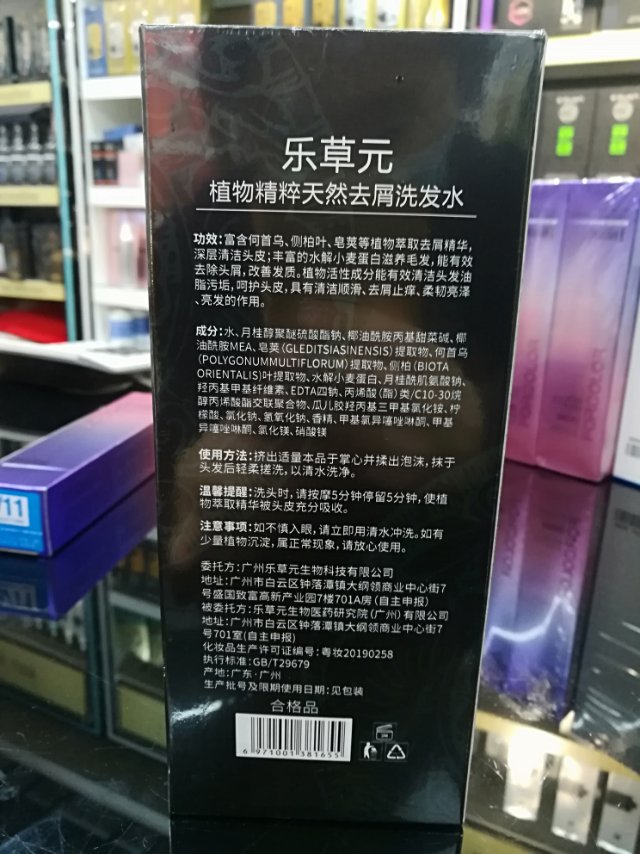 乐草元
植物精粹天然去屑洗发水
功效：富含何首乌、侧柏叶、皂荚等植物萃取去屑精华，
深层清洁头皮；丰富的水解小麦蛋白滋养毛发，能有效
去除头屑，改善发质。植物活性成分能有效清洁头发油
脂污垢，呵护头皮，具有清洁顺滑、去屑止痒、柔韧亮泽
、亮发的作用。
成分：水、月桂醇聚醚硫酸酯钠、椰油酰胺丙基甜菜碱、椰
油酰胺MEA、皂荚（GLEDITSIASINENSIS）提取物、何首乌
（POLYGONUMMULTIFLORUM）提取物、侧柏（BIOTA
ORIENTALIS)叶提取物、水解小麦蛋白、月桂酰肌氨酸钠、
羟丙基甲基纤维素、EDTA四钠、丙烯酸（酯）类/C10-30烷
醇丙烯酸酯交联聚合物、瓜儿胶羟丙基三甲基氯化铵、柠
檬酸、氯化钠、氢氧化钠、香精、甲基氯异噻唑啉酮、甲基
异噻唑啉酮、氯化镁、硝酸镁
使用方法：挤出适量本品于掌心并揉出泡沫，抹于
头发后轻柔搓洗，以清水洗净。
温馨提醒：洗头时，请按摩5分钟停留5分钟，使植
物萃取精华被头皮充分吸收。
注意事项：如不慎入眼，请立即用清水冲洗。如有
少量植物沉淀，属正常现象，请放心使用。
委托方：广州乐草元生物科技有限公司
地址：广州市白云区钟落潭镇大纲领商业中心街7
号盛国致富高新产业园7楼701A房（自主申报）
被委托方：乐草元生物医药研究院（广州）有限公司
地址：广州市白云区钟落潭镇大纲领商业中心街7
号701室(自主申报)
化妆品生产许可证编号：粤妆20190258
执行标准：GB/T29679
产地：广东·广州
生产批号及限期使用日期：见包装
合格品
6 971001 381655
11